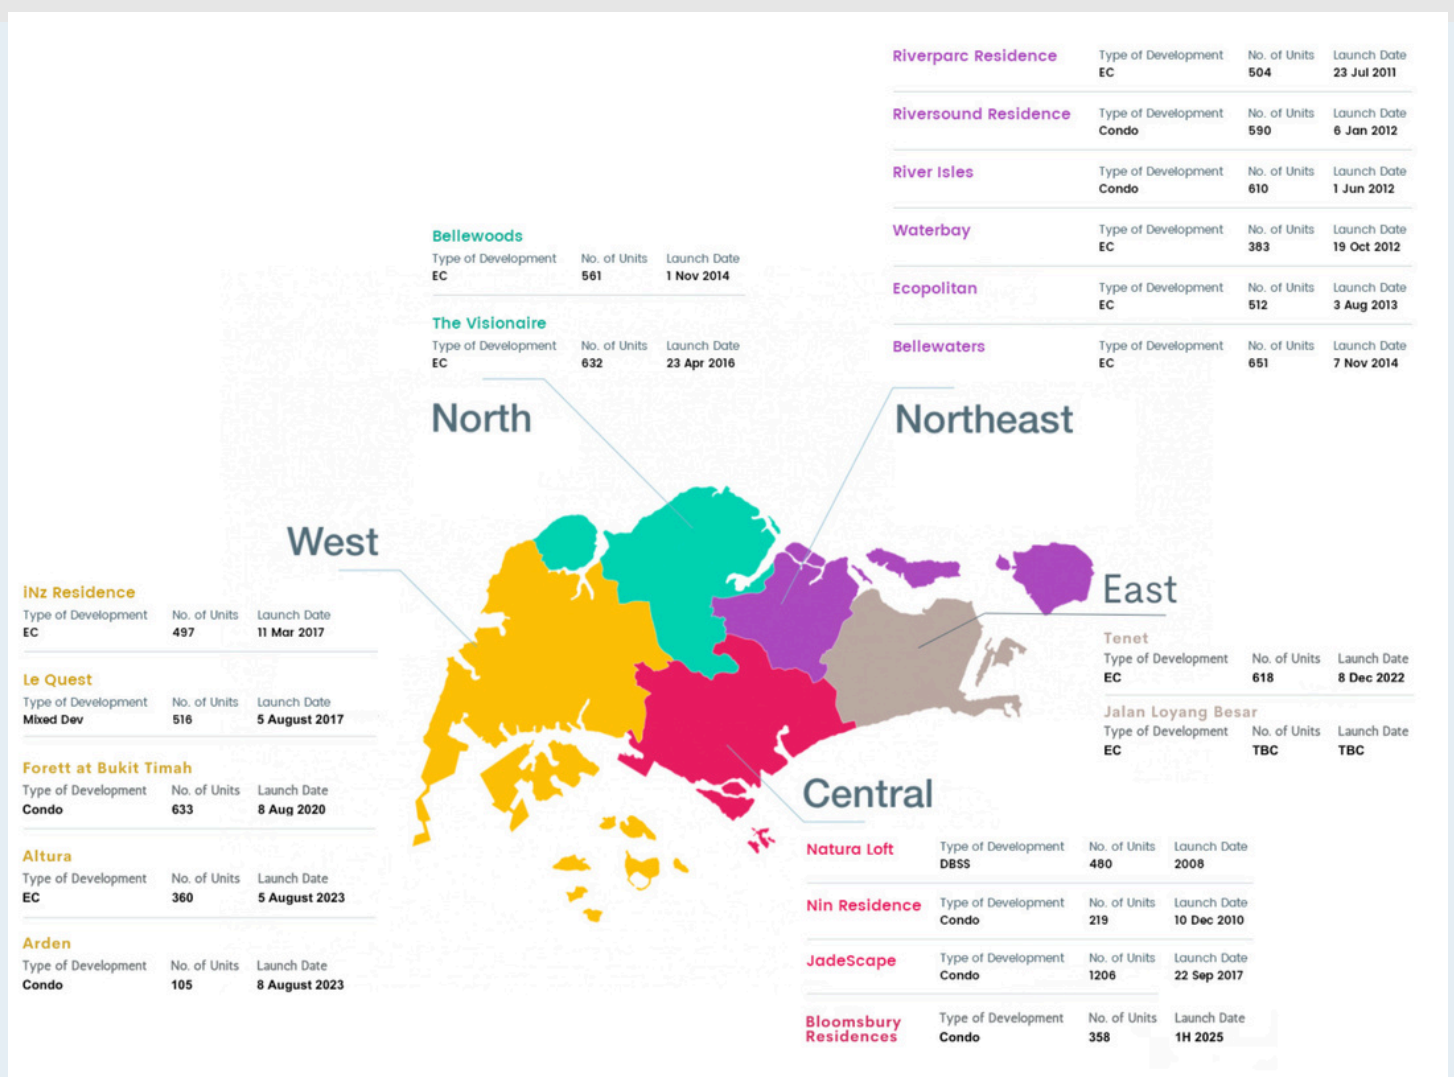 Riverparc Residence
Type of Development No. of Units Launch Date
EC 504 23 Jul 2011
Riversound Residence
Type of Development No. of Units Launch Date
Condo 590 6 Jan 2012
River Isles
Type of Development No. of Units Launch Date
Condo 610 1 Jun 2012
Waterbay
Type of Development No. of Units Launch Date
EC 383 19 Oct 2012
Ecopolitan
Type of Development No. of Units Launch Date
EC 512 3 Aug 2013
Bellewaters
Type of Development No. of Units Launch Date
EC 651 7 Nov 2014
Northeast
Bellewoods
Type of Development No. of Units Launch Date
EC 561 1 Nov 2014
The Visionaire
Type of Development No. of Units Launch Date
EC 632 23 Apr 2016
North
West
iNz Residence
Type of Development No. of Units Launch Date
EC 497 11 Mar 2017
Le Quest
Type of Development No. of Units Launch Date
Mixed Dev 516 5 August 2017
Forett at Bukit Timah
Type of Development No. of Units Launch Date
Condo 633 8 Aug 2020
Altura
Type of Development No. of Units Launch Date
EC 360 5 August 2023
Arden
Type of Development No. of Units Launch Date
Condo 105 8 August 2023
East
Tenet
Type of Development No. of Units Launch Date
EC 618 8 Dec 2022
Jalan Loyang Besar
Type of Development No. of Units Launch Date
EC TBC TBC
Central
Natura Loft
Type of Development No. of Units Launch Date
DBSS 480 2008
Nin Residence
Type of Development No. of Units Launch Date
Condo 219 10 Dec 2010
JadeScape
Type of Development No. of Units Launch Date
Condo 1206 22 Sep 2017
Bloomsbury
Residences
Type of Development No. of Units Launch Date
Condo 358 1H 2025